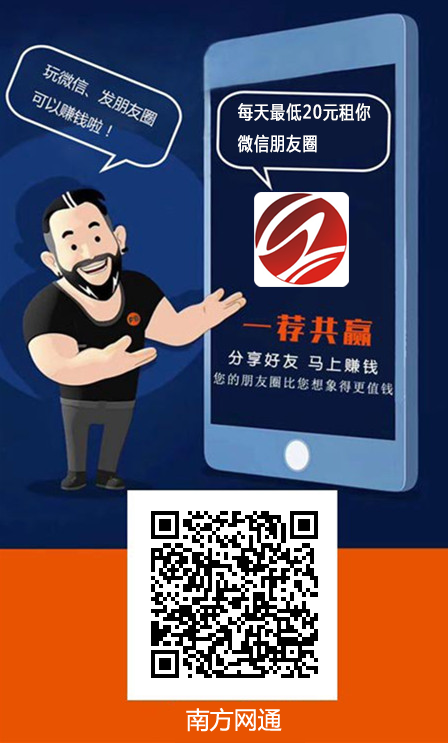 玩微信、发朋友圈
可以赚钱啦！
每天最低20元租你
微信朋友圈
一荐共赢
分享好友 马上赚钱
您的朋友圈比您想象得更值钱
南方网通